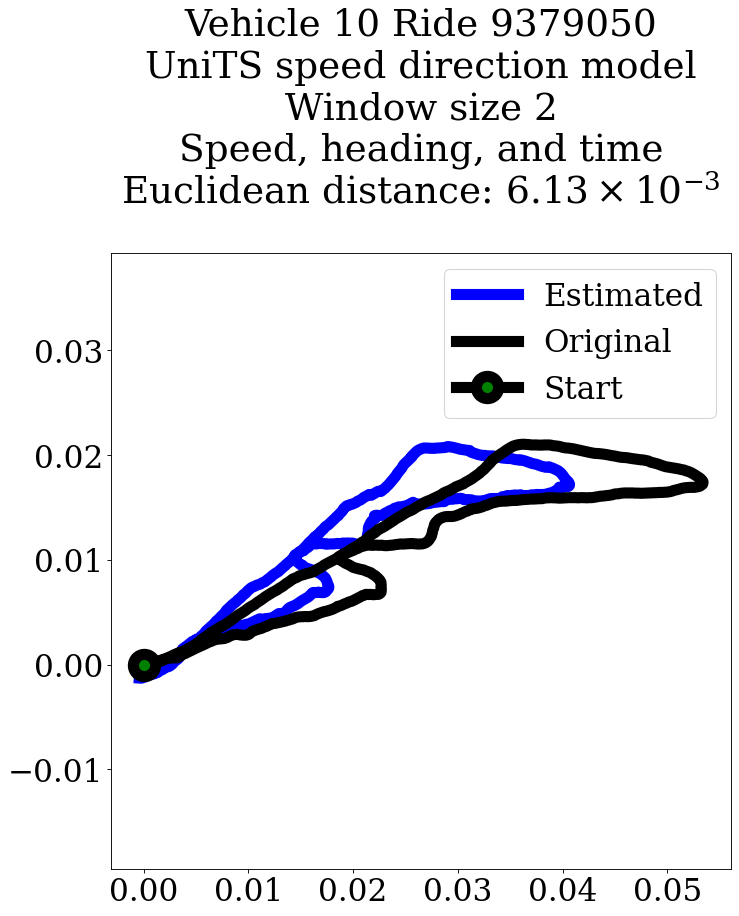 Vehicle 10 Ride 9379050
UniTS speed direction model
Window size 2
Speed, heading, and time
Euclidean distance: 6.13 × 10⁻³
Estimated
Original
Start
0.03
0.02
0.01
0.00
−0.01
0.00 0.01 0.02 0.03 0.04 0.05